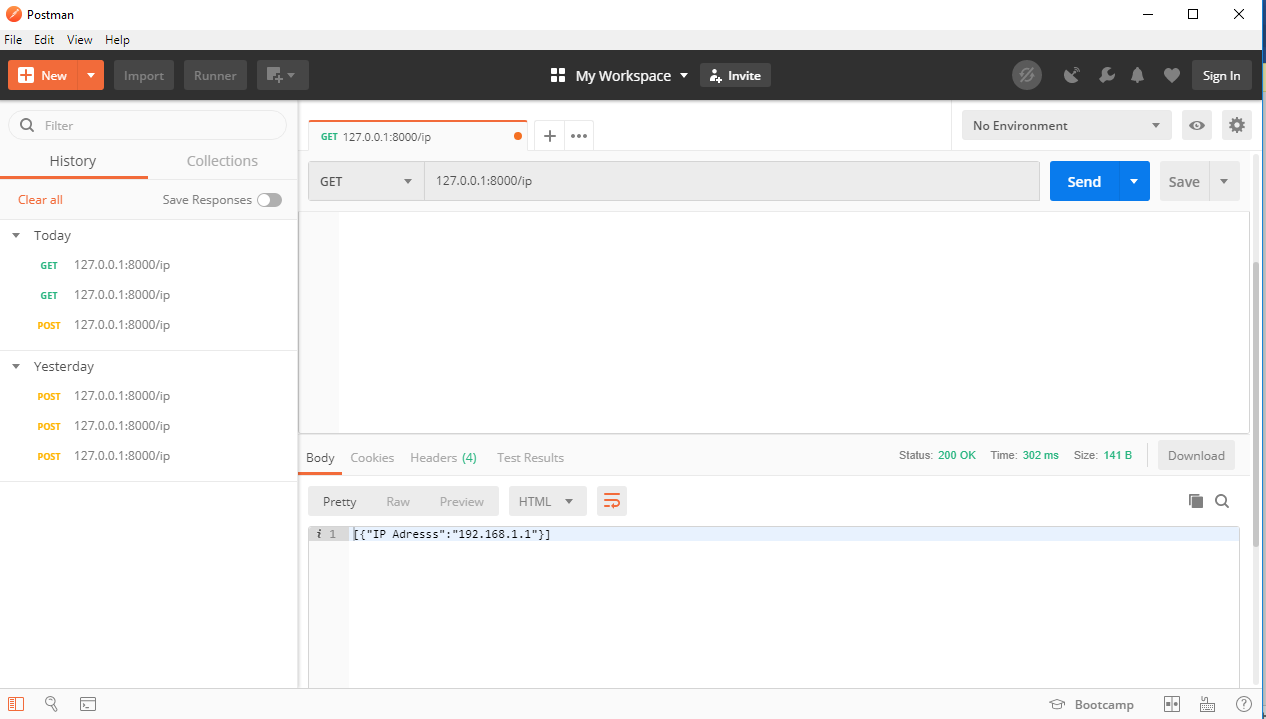 Postman
File Edit View Help
New Import Runner My Workspace Invite Sign In
Filter
History Collections
Clear all Save Responses
Today
GET 127.0.0.1:8000/ip
GET 127.0.0.1:8000/ip
POST 127.0.0.1:8000/ip
Yesterday
POST 127.0.0.1:8000/ip
POST 127.0.0.1:8000/ip
POST 127.0.0.1:8000/ip
GET 127.0.0.1:8000/ip
No Environment
GET 127.0.0.1:8000/ip Send Save
Body Cookies Headers (4) Test Results Status: 200 OK Time: 302 ms Size: 141 B Download
Pretty Raw Preview HTML
i 1 [{"IP Adresss":"192.168.1.1"}]
Bootcamp